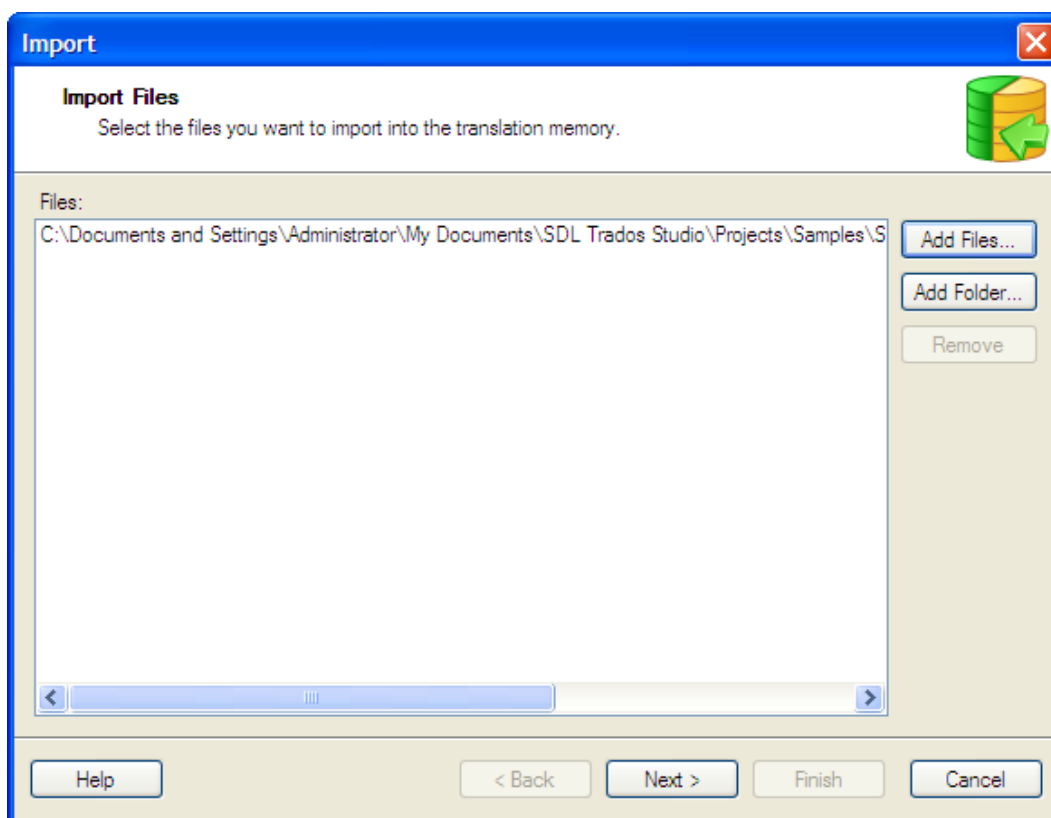 Import
Import Files
Select the files you want to import into the translation memory.
Files:
C:\Documents and Settings\Administrator\My Documents\SDL Trados Studio\Projects\Samples\S
Add Files...
Add Folder...
Remove
Help
< Back
Next >
Finish
Cancel